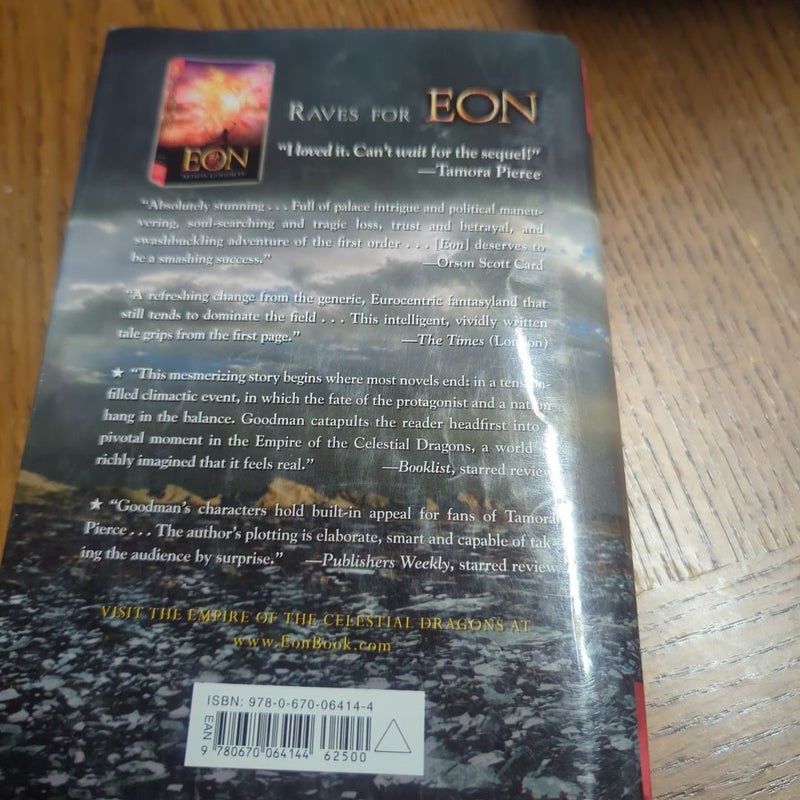 RAVES FOR EON
EON
ALISON GOODMAN
"I loved it. Can't wait for the sequel!"
—Tamora Pierce
"Absolutely stunning . . . Full of palace intrigue and political maneu-
vering, soul-searching and tragic loss, trust and betrayal, and
swashbuckling adventure of the first order . . . [Eon] deserves to
be a smashing success."
—Orson Scott Card
"A refreshing change from the generic, Eurocentric fantasyland that
still tends to dominate the field . . . This intelligent, vividly written
tale grips from the first page."
—The Times (London)
★ "This mesmerizing story begins where most novels end: in a tension-
filled climactic event, in which the fate of the protagonist and a nation
hang in the balance. Goodman catapults the reader headfirst into a
pivotal moment in the Empire of the Celestial Dragons, a world so
richly imagined that it feels real."
—Booklist, starred review
★ "Goodman's characters hold built-in appeal for fans of Tamora
Pierce . . . The author's plotting is elaborate, smart and capable of tak-
ing the audience by surprise."
—Publishers Weekly, starred review
VISIT THE EMPIRE OF THE CELESTIAL DRAGONS AT
www.EonBook.com
ISBN: 978-0-670-06414-4
EAN
9 780670 064144 62500